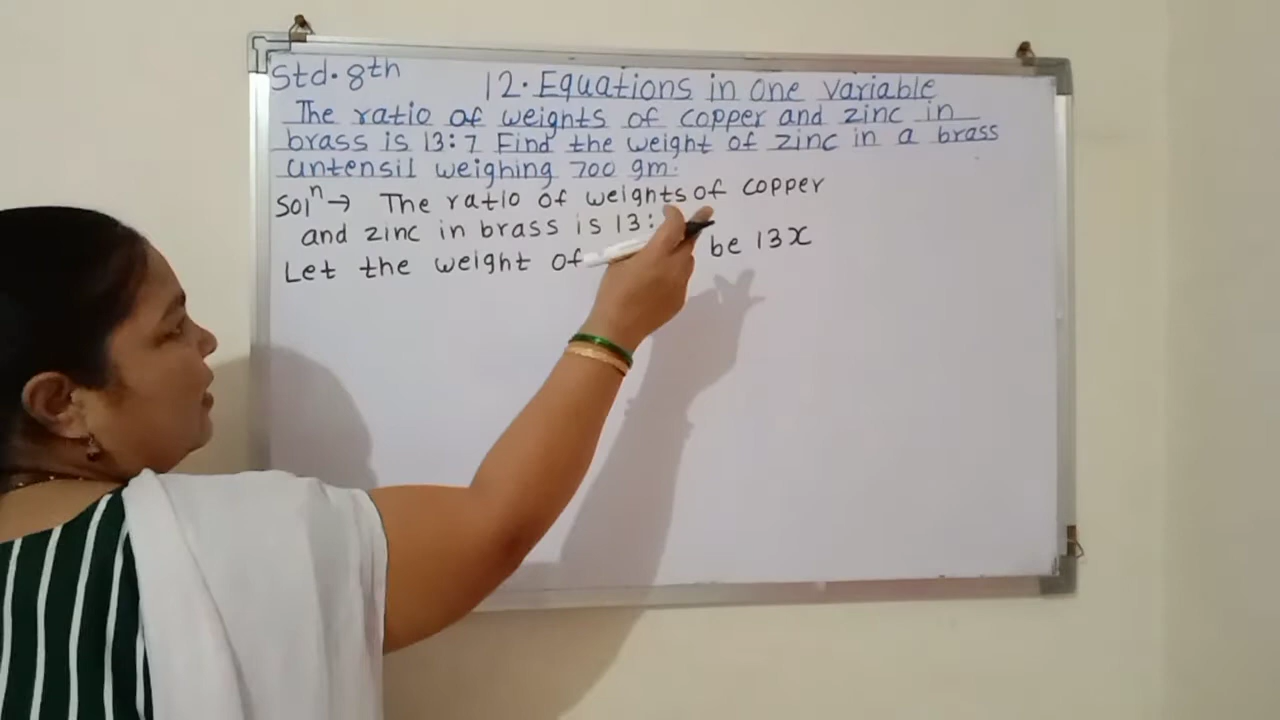 Std. 8th
12. Equations in one variable
The ratio of weights of copper and zinc in
brass is 13:7 Find the weight of zinc in a brass
untensil weighing 700 gm.
Solⁿ → The ratio of weights of copper
and zinc in brass is 13:
Let the weight of be 13x